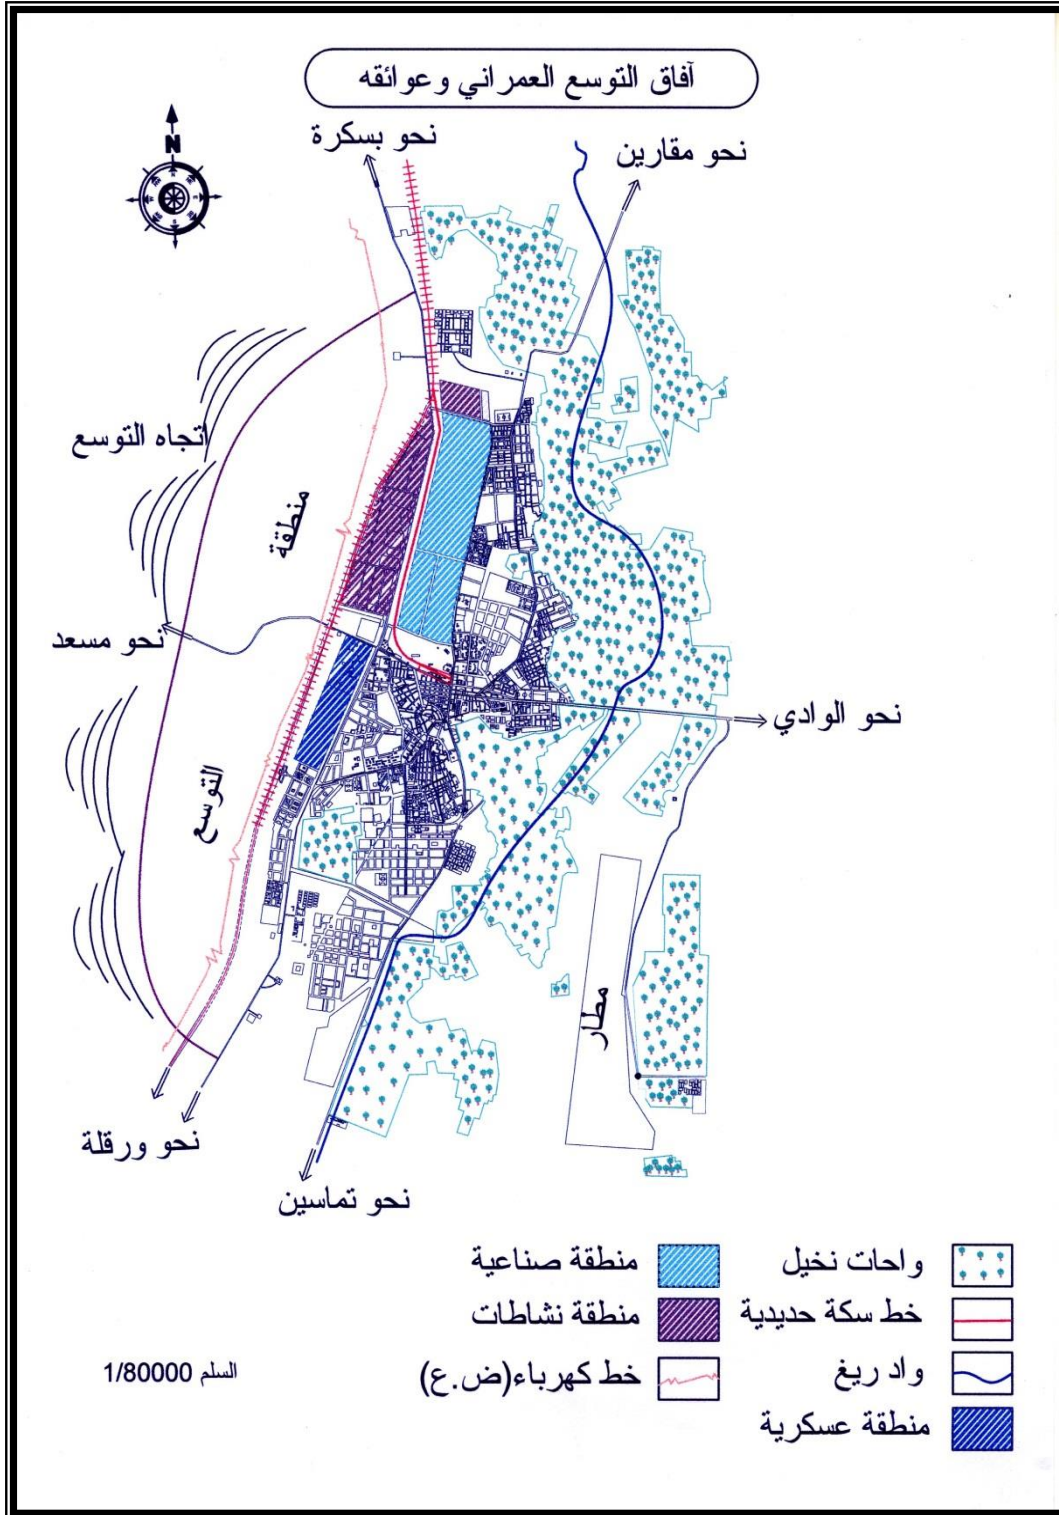 آفاق التوسع العمراني وعوائقه
N
نحو بسكرة
نحو مقارين
اتجاه التوسع
منطقة
نحو مسعد
نحو الوادي
التوسع
مطار
نحو ورقلة
نحو تماسين
واحات نخيل
منطقة صناعية
خط سكة حديدية
منطقة نشاطات
واد ريغ
خط كهرباء(ض.ع)
منطقة عسكرية
السلم 1/80000